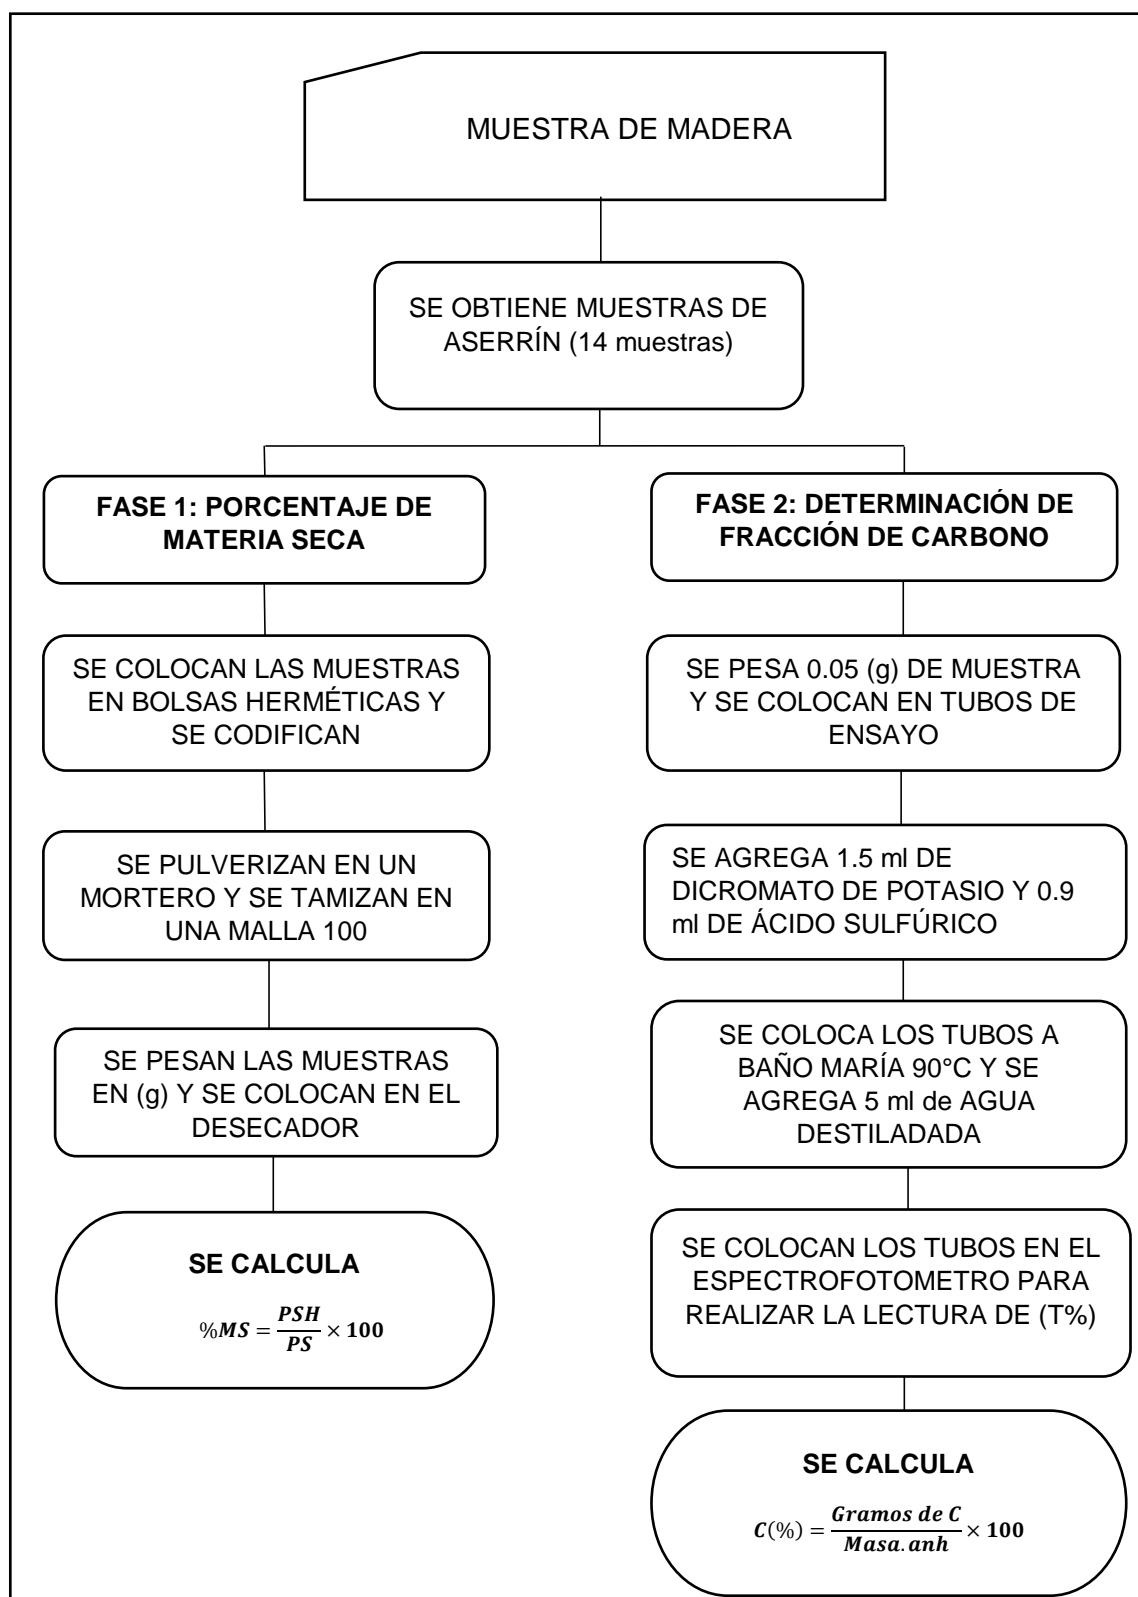 MUESTRA DE MADERA
SE OBTIENE MUESTRAS DE
ASERRÍN (14 muestras)
FASE 1: PORCENTAJE DE
MATERIA SECA
SE COLOCAN LAS MUESTRAS
EN BOLSAS HERMÉTICAS Y
SE CODIFICAN
SE PULVERIZAN EN UN
MORTERO Y SE TAMIZAN EN
UNA MALLA 100
SE PESAN LAS MUESTRAS
EN (g) Y SE COLOCAN EN EL
DESECADOR
SE CALCULA
%MS = PSH/PS × 100
FASE 2: DETERMINACIÓN DE
FRACCIÓN DE CARBONO
SE PESA 0.05 (g) DE MUESTRA
Y SE COLOCAN EN TUBOS DE
ENSAYO
SE AGREGA 1.5 ml DE
DICROMATO DE POTASIO Y 0.9
ml DE ÁCIDO SULFÚRICO
SE COLOCA LOS TUBOS A
BAÑO MARÍA 90°C Y SE
AGREGA 5 ml de AGUA
DESTILADADA
SE COLOCAN LOS TUBOS EN EL
ESPECTROFOTOMETRO PARA
REALIZAR LA LECTURA DE (T%)
SE CALCULA
C(%) = Gramos de C/Masa.anh × 100